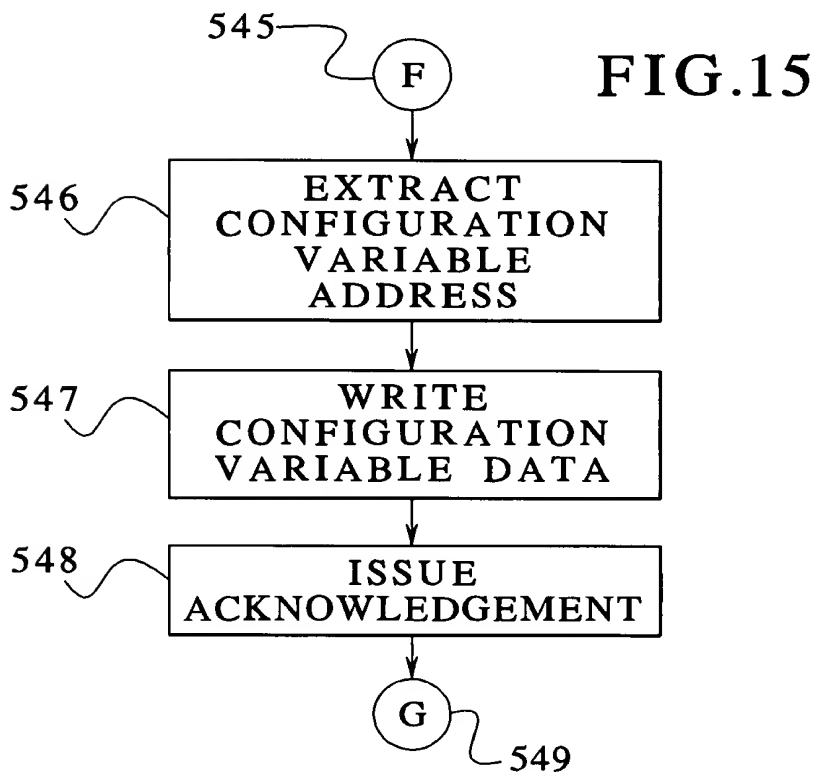 545
F
FIG.15
546
EXTRACT
CONFIGURATION
VARIABLE
ADDRESS
547
WRITE
CONFIGURATION
VARIABLE DATA
548
ISSUE
ACKNOWLEDGEMENT
G
549